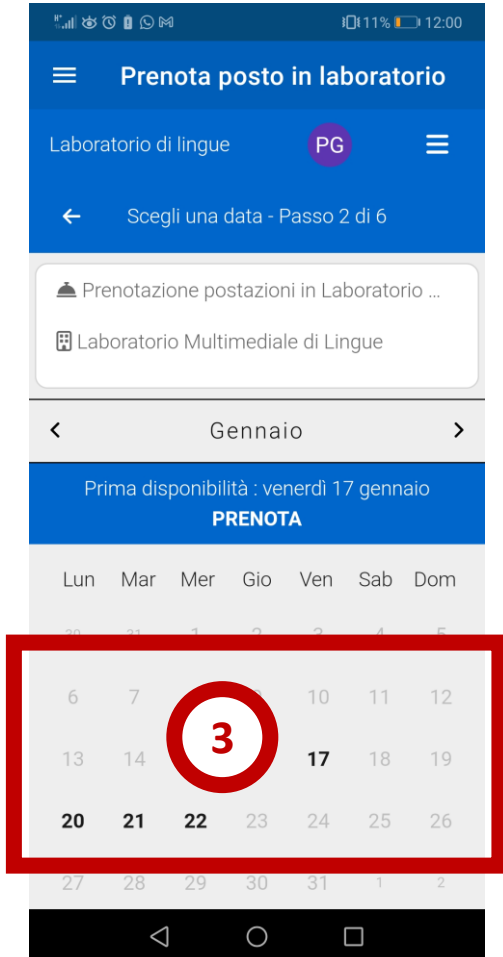 11% 12:00
Prenota posto in laboratorio
Laboratorio di lingue PG
Scegli una data - Passo 2 di 6
Prenotazione postazioni in Laboratorio ...
Laboratorio Multimediale di Lingue
Gennaio
Prima disponibilità : venerdì 17 gennaio
PRENOTA
Lun Mar Mer Gio Ven Sab Dom
30 31 1 2 3 4 5
6 7 9 10 11 12
13 14 17 18 19
3
20 21 22 23 24 25 26
27 28 29 30 31 1 2